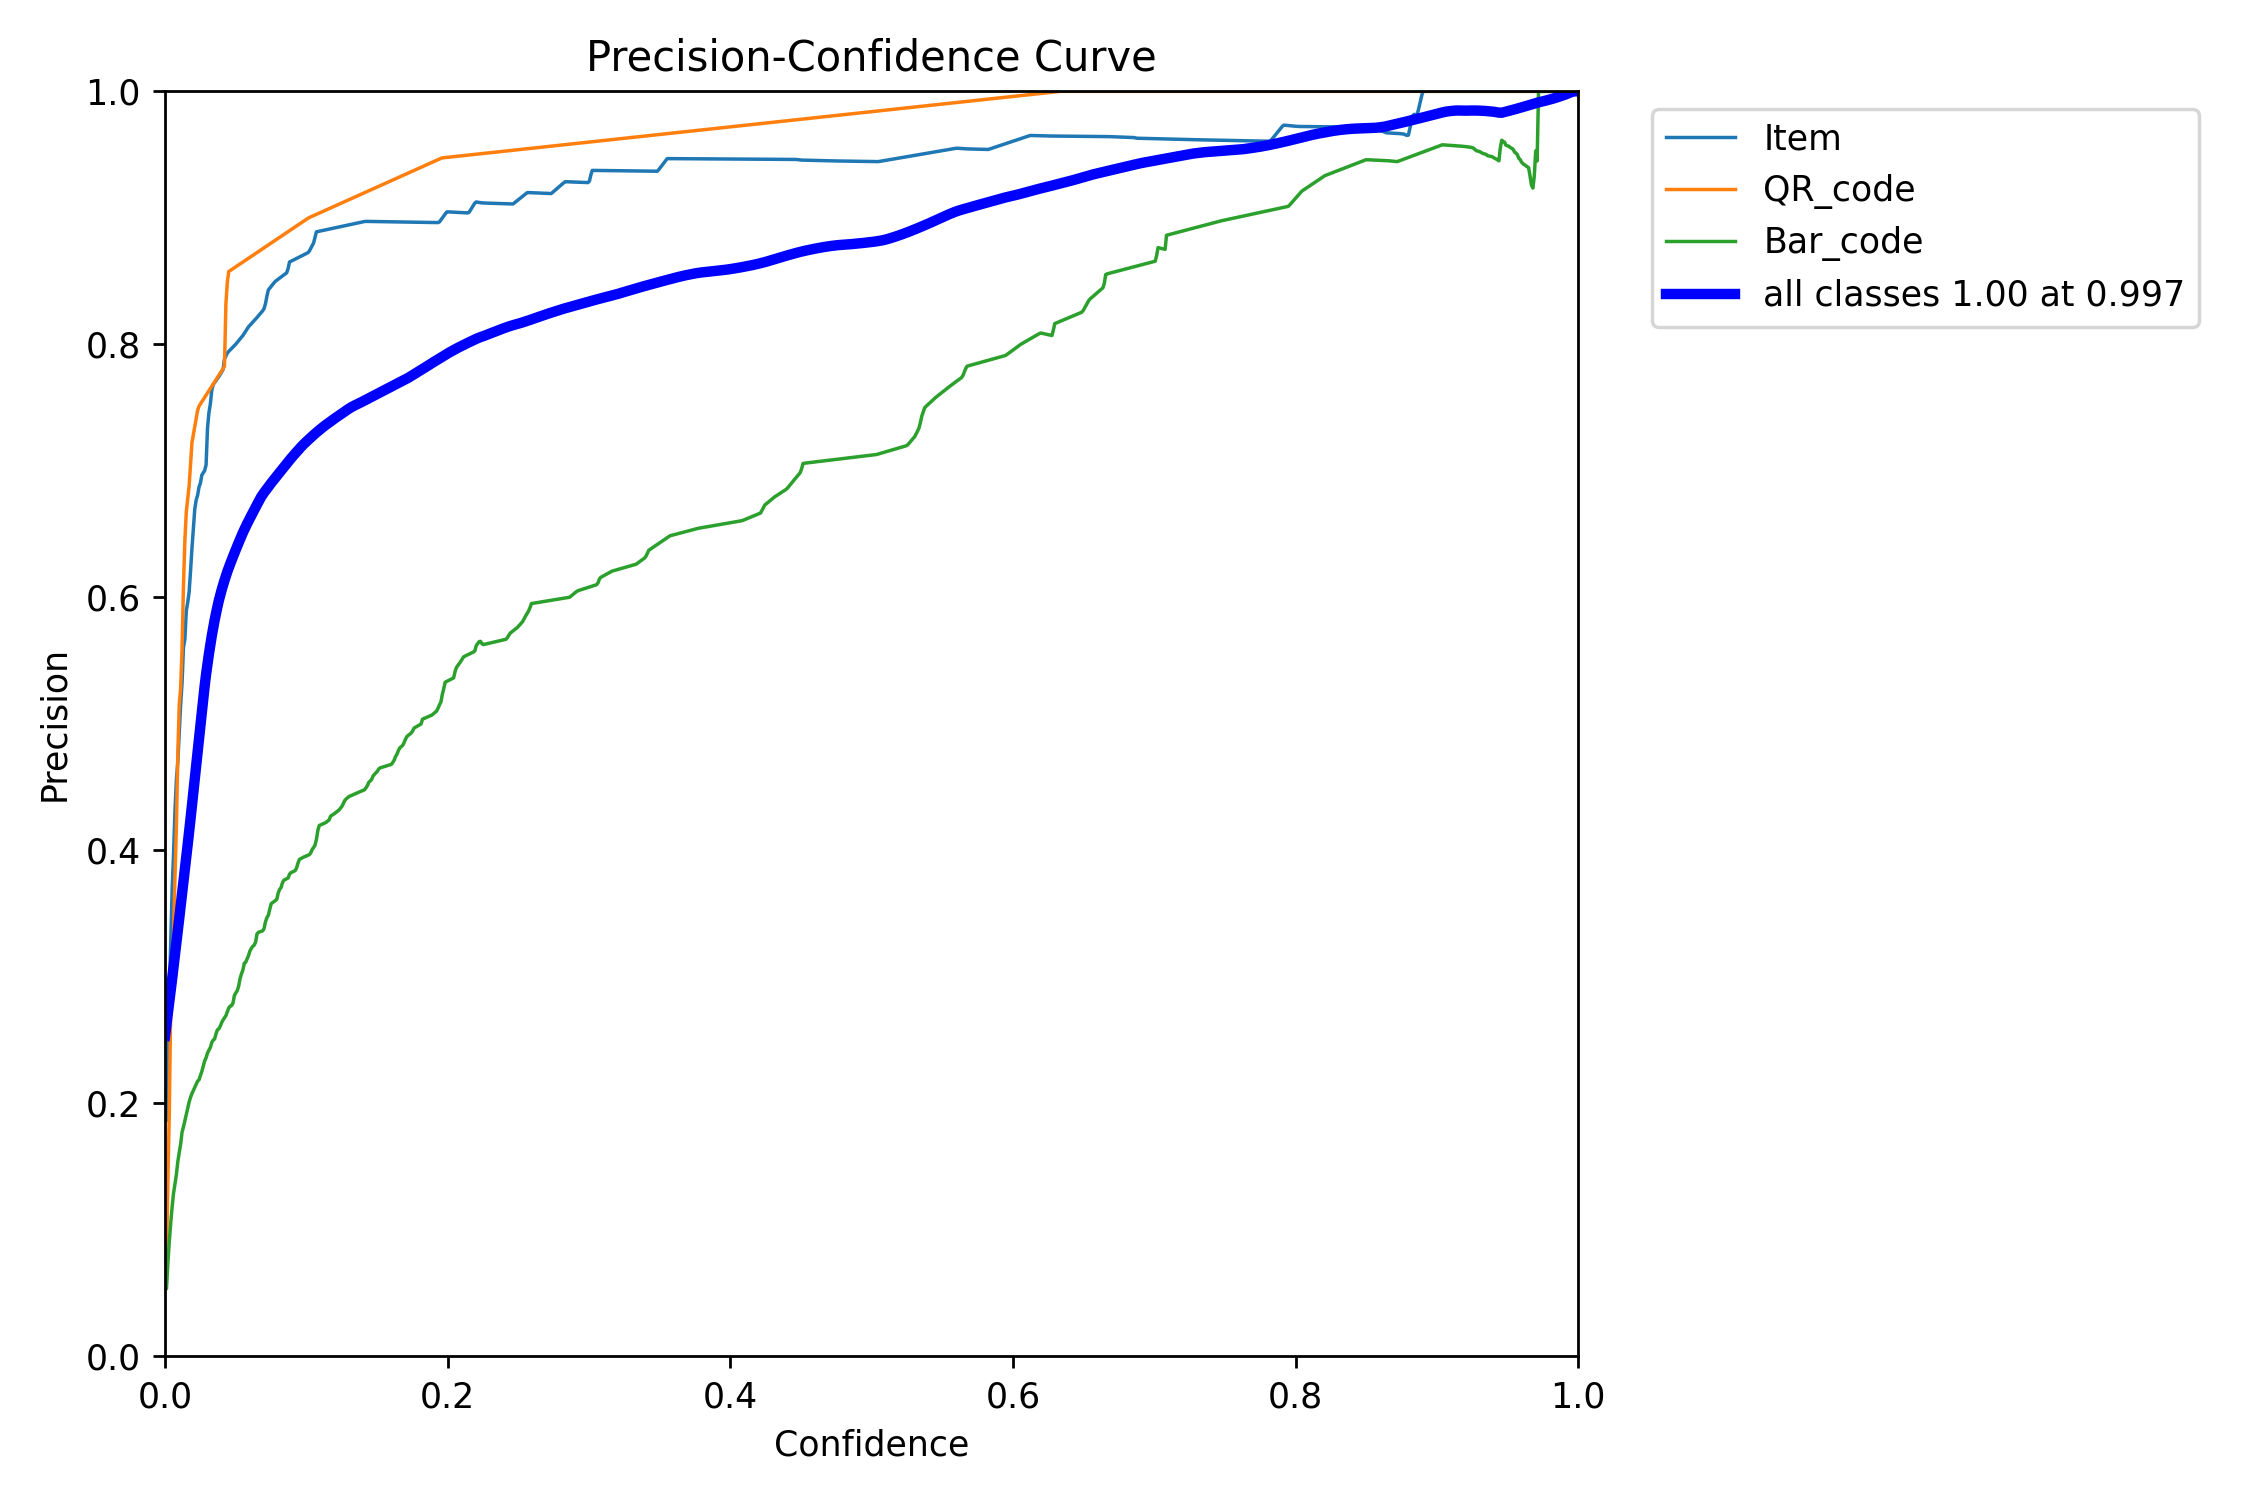 Precision-Confidence Curve
1.0
0.8
0.6
0.4
0.2
0.0
Precision
0.0 0.2 0.4 0.6 0.8 1.0
Confidence
Item
QR_code
Bar_code
all classes 1.00 at 0.997